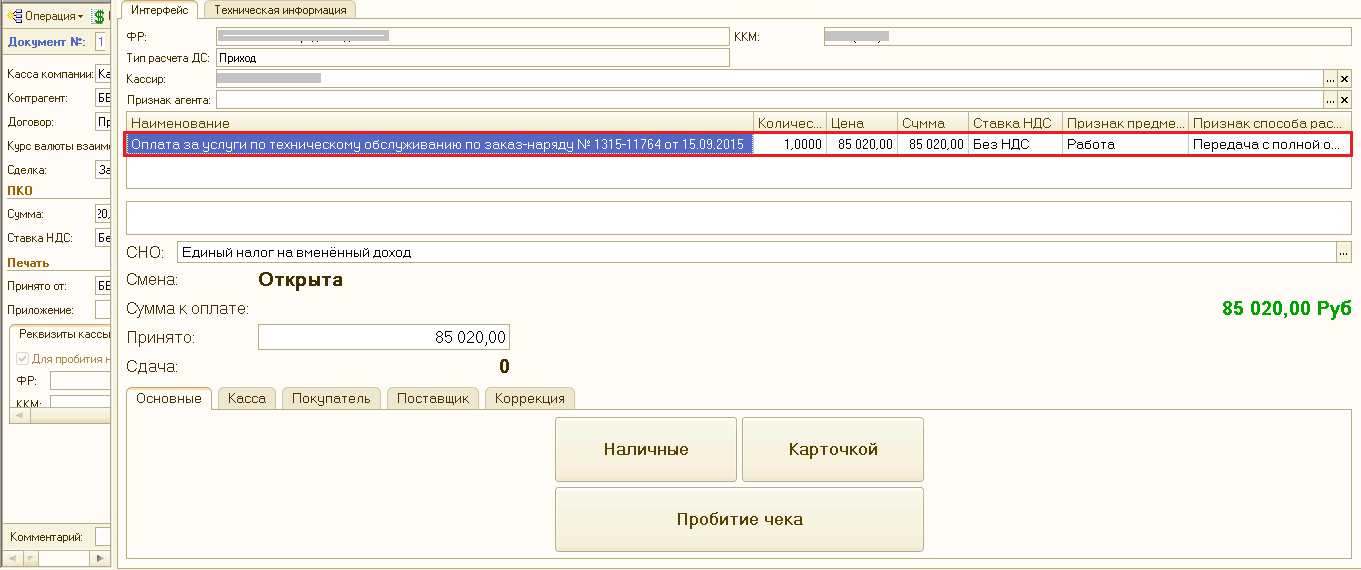 Операция
Интерфейс
Техническая информация
Документ №: 1
ФР:
ККМ:
Тип расчета ДС: Приход
Касса компании: Ка
Кассир:
... x
Контрагент: БЕ
Признак агента:
... x
Договор: Пр
Наименование Количес... Цена Сумма Ставка НДС Признак предме... Признак способа рас...
Курс валюты взаим
Оплата за услуги по техническому обслуживанию по заказ-наряду № 1315-11764 от 15.09.2015 1,0000 85 020,00 85 020,00 Без НДС Работа Передача с полной о...
Сделка: За
ПКО
Сумма: 20,
Ставка НДС: Бе
СНО: Единый налог на вменённый доход ...
Печать
Смена: Открыта
Принято от: БЕ
Сумма к оплате: 85 020,00 Руб
Приложение:
Реквизиты кассы
Принято: 85 020,00
Для пробития н
Сдача: 0
ФР:
ККМ:
Основные Касса Покупатель Поставщик Коррекция
Наличные Карточкой
Пробитие чека
Комментарий: